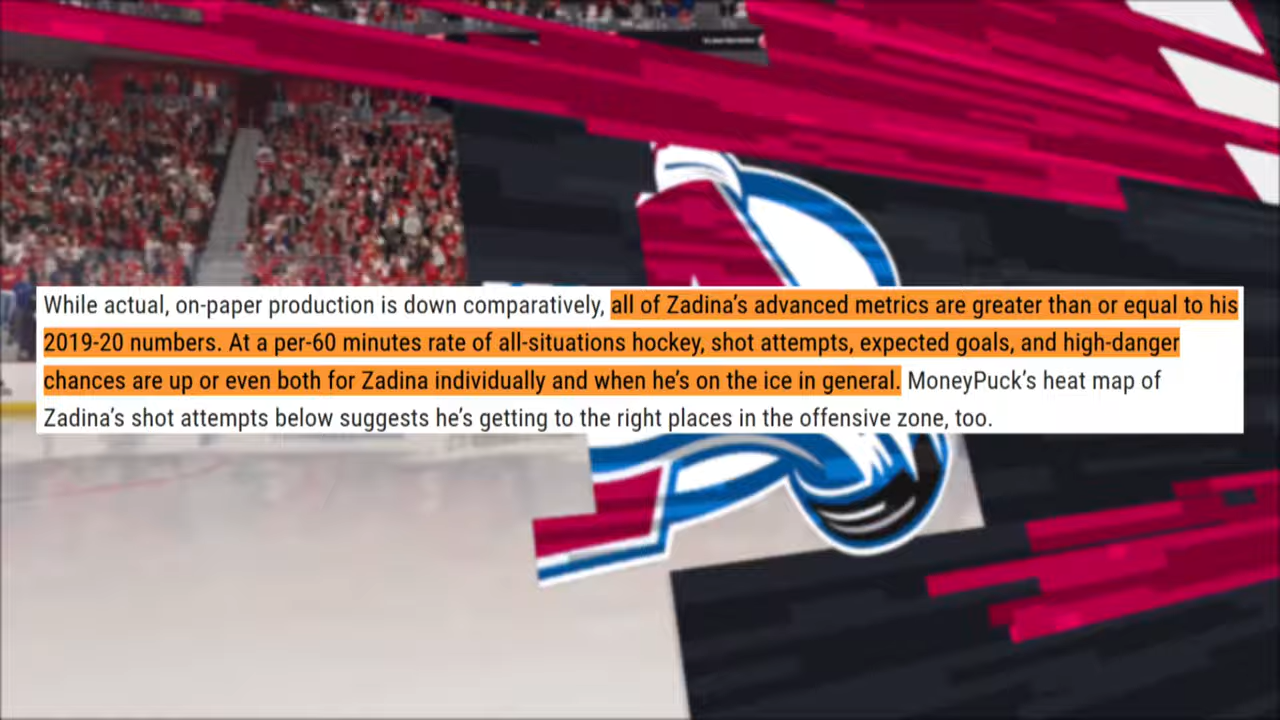 While actual, on-paper production is down comparatively, all of Zadina’s advanced metrics are greater than or equal to his
2019-20 numbers. At a per-60 minutes rate of all-situations hockey, shot attempts, expected goals, and high-danger
chances are up or even both for Zadina individually and when he’s on the ice in general. MoneyPuck’s heat map of
Zadina’s shot attempts below suggests he’s getting to the right places in the offensive zone, too.